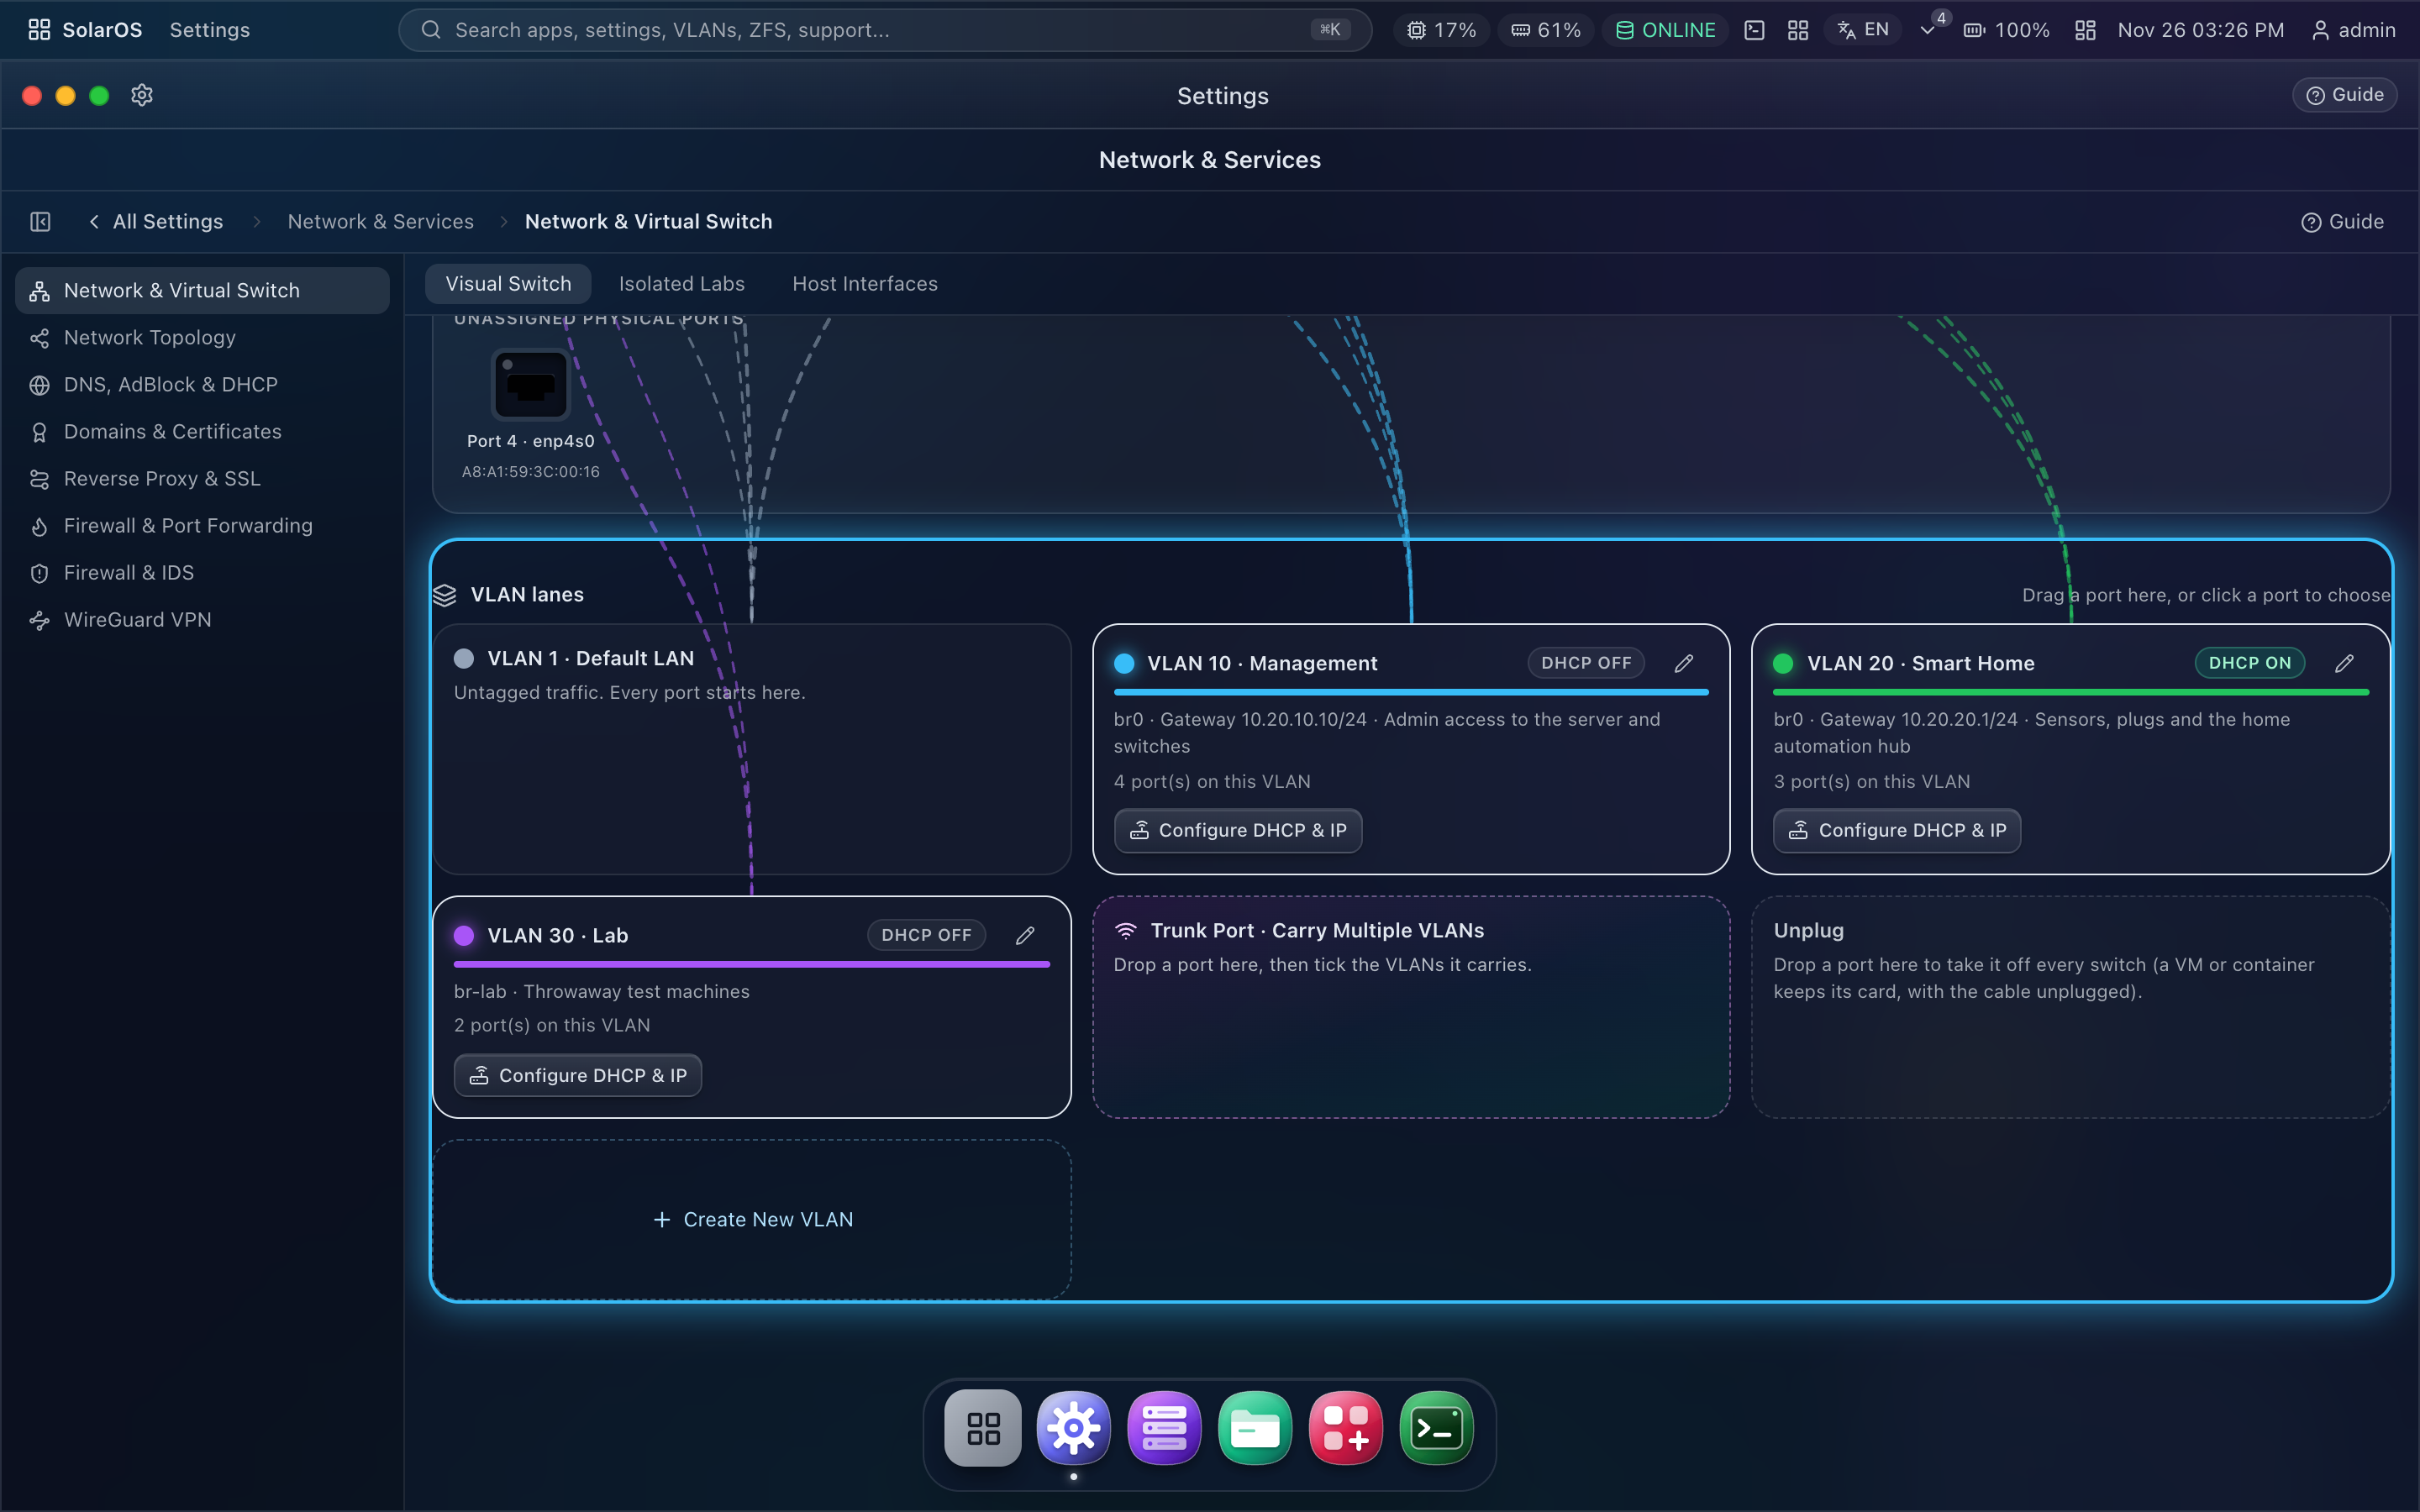 SolarOS Settings Search apps, settings, VLANs, ZFS, support... ⌘K 17% 61% ONLINE EN 4 100% Nov 26 03:26 PM admin
Settings Guide
Network & Services
All Settings Network & Services Network & Virtual Switch Guide
Network & Virtual Switch
Network Topology
DNS, AdBlock & DHCP
Domains & Certificates
Reverse Proxy & SSL
Firewall & Port Forwarding
Firewall & IDS
WireGuard VPN
Visual Switch Isolated Labs Host Interfaces
UNASSIGNED PHYSICAL PORTS
Port 4 · enp4s0
A8:A1:59:3C:00:16
VLAN lanes Drag a port here, or click a port to choose
VLAN 1 · Default LAN
Untagged traffic. Every port starts here.
VLAN 10 · Management DHCP OFF
br0 · Gateway 10.20.10.10/24 · Admin access to the server and
switches
4 port(s) on this VLAN
Configure DHCP & IP
VLAN 20 · Smart Home DHCP ON
br0 · Gateway 10.20.20.1/24 · Sensors, plugs and the home
automation hub
3 port(s) on this VLAN
Configure DHCP & IP
VLAN 30 · Lab DHCP OFF
br-lab · Throwaway test machines
2 port(s) on this VLAN
Configure DHCP & IP
Trunk Port · Carry Multiple VLANs
Drop a port here, then tick the VLANs it carries.
Unplug
Drop a port here to take it off every switch (a VM or container
keeps its card, with the cable unplugged).
Create New VLAN